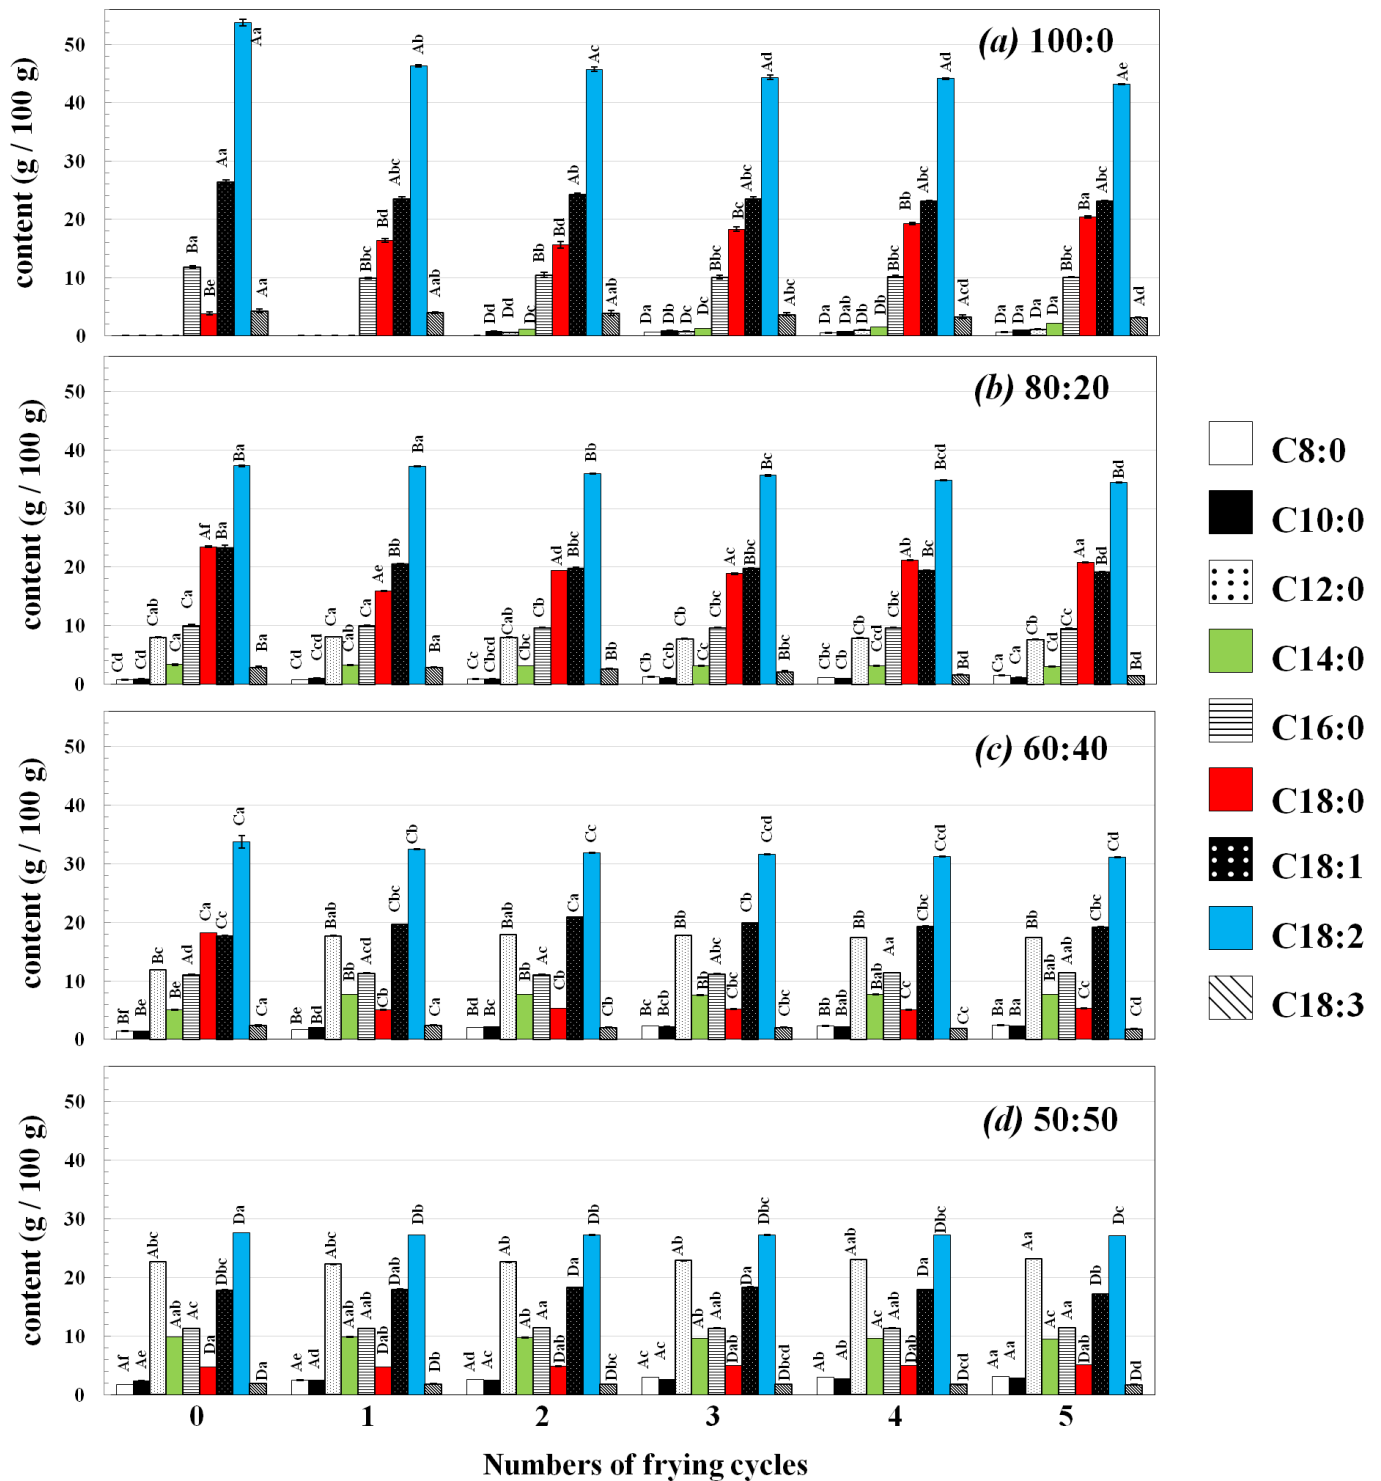 (a) 100:0
content (g / 100 g)
50
40
30
20
10
0
Ba
Be
Aa
Aa
Aa
Bbc
Bd
Abc
Ab
Aab
Dd
Dd
Dc
Bb
Bd
Ab
Ac
Aab
Da
Db
Dc
Dc
Bbc
Bc
Abc
Ad
Abc
Da
Dab
Db
Db
Bbc
Bb
Abc
Ad
Acd
Da
Da
Da
Da
Bbc
Ba
Abc
Ae
Ad
(b) 80:20
content (g / 100 g)
50
40
30
20
10
0
Cd
Cd
Cab
Ca
Ca
Af
Ba
Ba
Ba
Cd
Ccd
Ca
Cab
Ca
Ae
Bb
Ba
Ba
Cc
Cbcd
Cab
Cbc
Cb
Ad
Bbc
Bb
Bb
Cb
Ccb
Cb
Cc
Cbc
Ac
Bbc
Bc
Bbc
Cbc
Cb
Cb
Ccd
Cbc
Ab
Bc
Bcd
Bd
Ca
Ca
Cb
Cd
Cc
Aa
Bd
Bd
Bd
(c) 60:40
content (g / 100 g)
50
40
30
20
10
0
Bf
Be
Bc
Be
Ad
Ca
Cc
Ca
Ca
Be
Bd
Bab
Bb
Acd
Cb
Cbc
Cb
Ca
Bd
Bc
Bab
Bb
Ac
Cb
Ca
Cc
Cb
Bc
Bcb
Bb
Bb
Abc
Cbc
Cb
Ccd
Cbc
Bb
Bab
Bb
Bab
Aa
Cc
Cbc
Ccd
Cc
Ba
Ba
Bb
Bab
Aab
Cc
Cbc
Cd
Cd
(d) 50:50
content (g / 100 g)
50
40
30
20
10
0
Af
Ae
Abc
Aab
Ac
Da
Dbc
Da
Da
Ae
Ad
Abc
Aab
Aab
Dab
Dab
Db
Db
Ad
Ac
Ab
Ab
Aa
Dab
Da
Db
Dbc
Ac
Ac
Ab
Ab
Aab
Dab
Da
Dbc
Dbcd
Ab
Ab
Aab
Ac
Aab
Dab
Da
Dbc
Dcd
Aa
Aa
Aa
Ac
Aa
Dab
Db
Dc
Dd
0 1 2 3 4 5
Numbers of frying cycles
C8:0
C10:0
C12:0
C14:0
C16:0
C18:0
C18:1
C18:2
C18:3